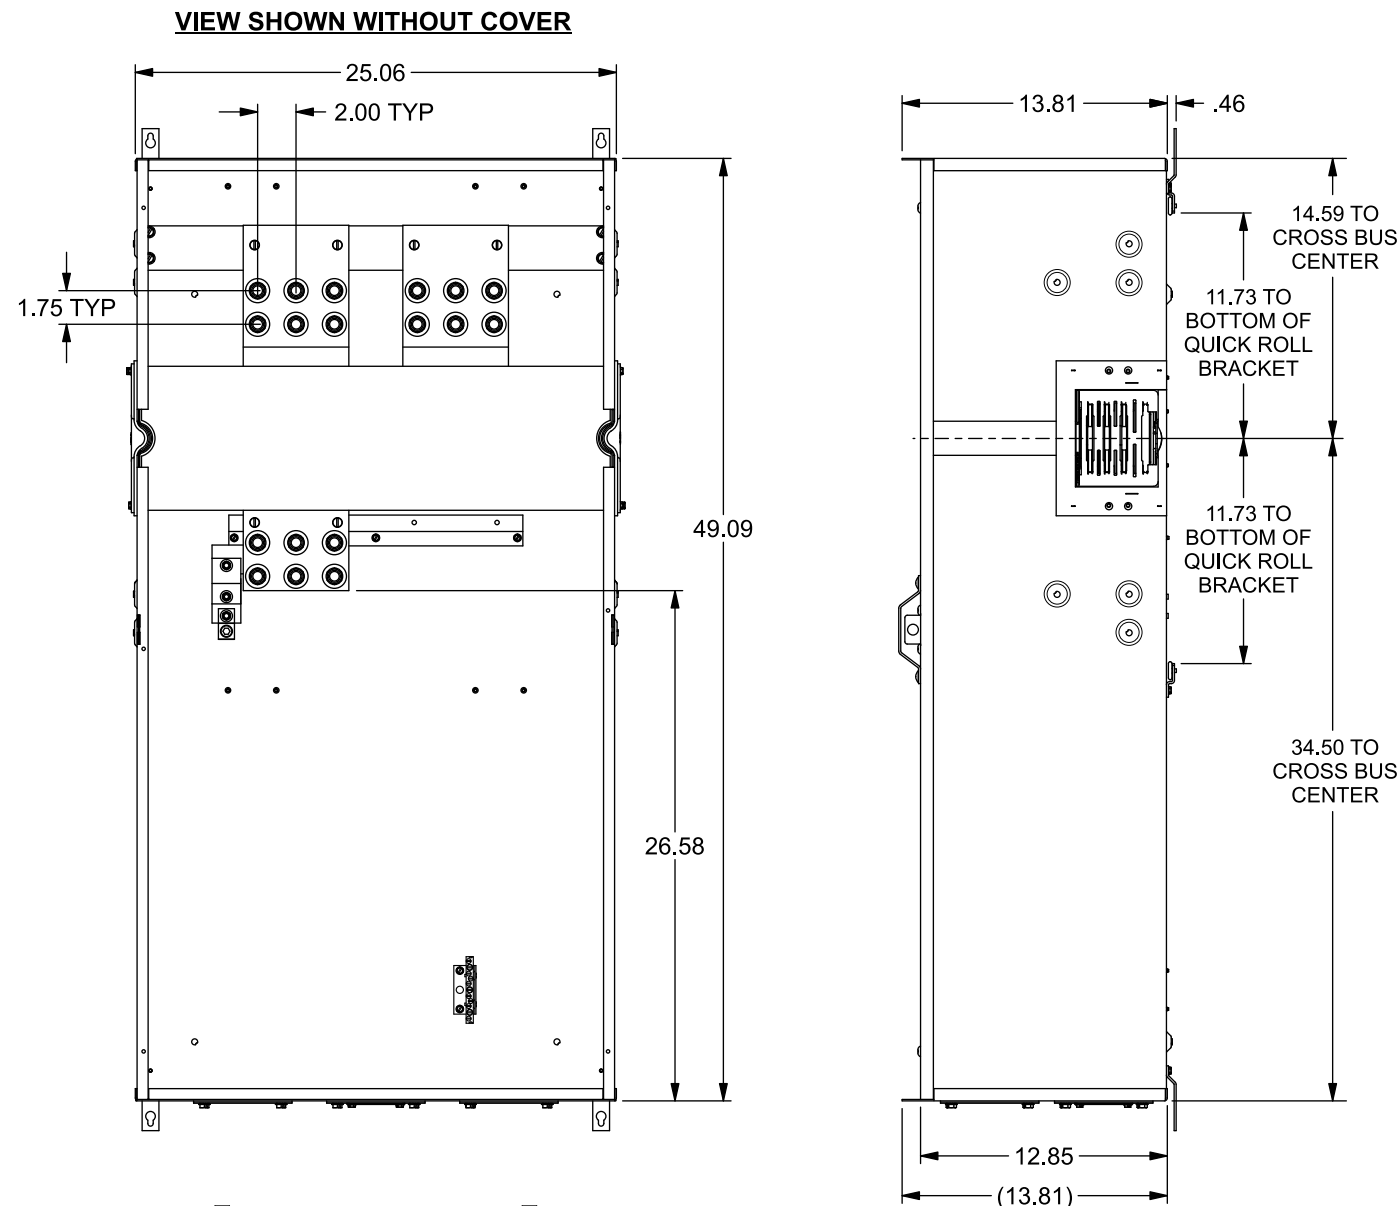 VIEW SHOWN WITHOUT COVER
25.06
2.00 TYP
1.75 TYP
49.09
26.58
13.81
.46
14.59 TO
CROSS BUS
CENTER
11.73 TO
BOTTOM OF
QUICK ROLL
BRACKET
11.73 TO
BOTTOM OF
QUICK ROLL
BRACKET
34.50 TO
CROSS BUS
CENTER
12.85
(13.81)